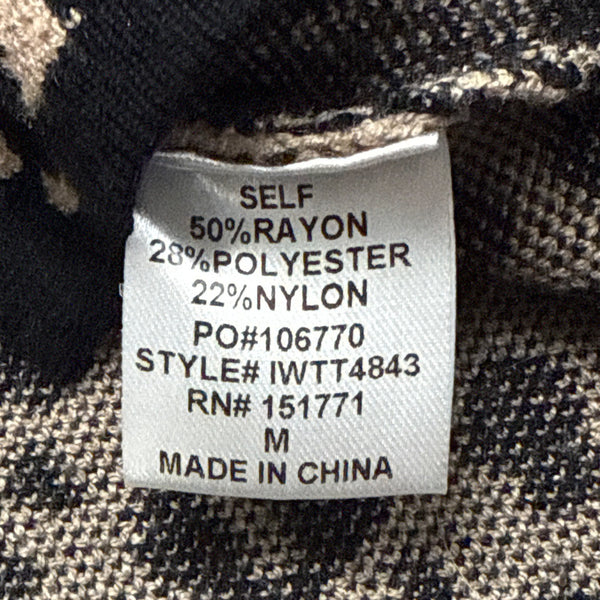 SELF
50%RAYON
28%POLYESTER
22%NYLON
PO#106770
STYLE# IWTT4843
RN# 151771
M
MADE IN CHINA